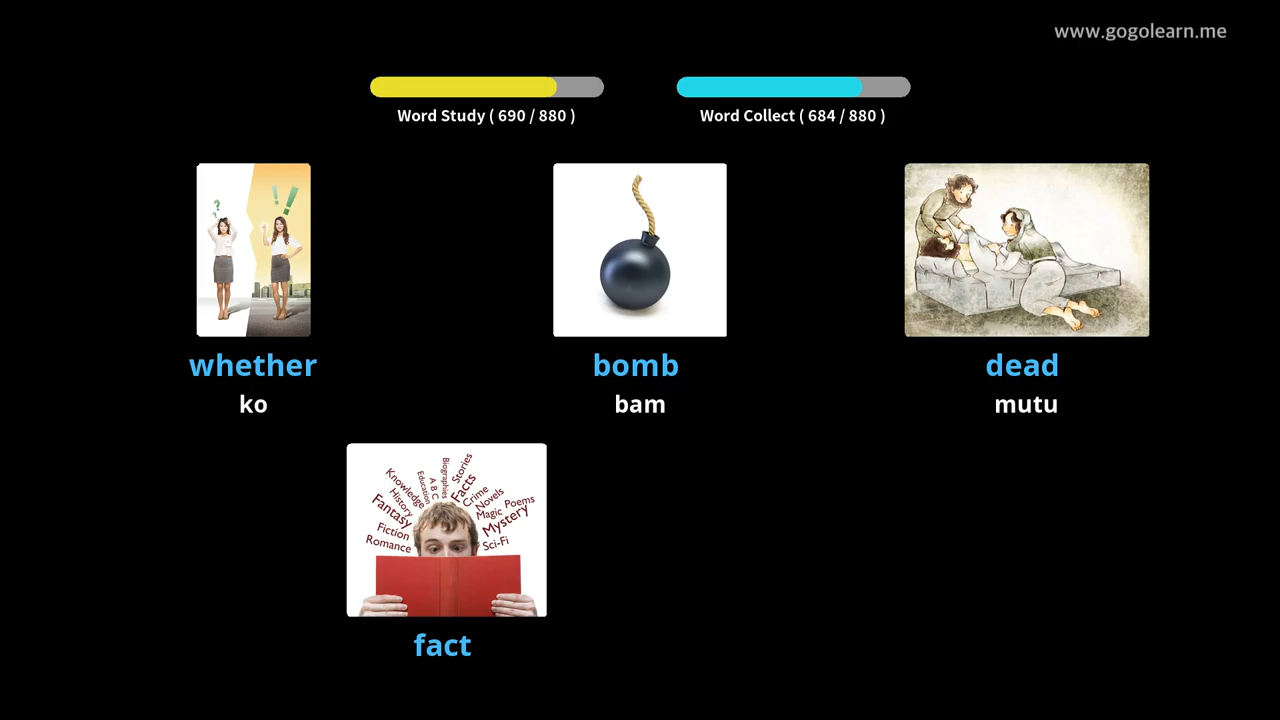 www.gogolearn.me
Word Study ( 690 / 880 )
Word Collect ( 684 / 880 )
whether
ko
bomb
bam
dead
mutu
Knowledge
History
Fantasy
Fiction
Romance
Education
A B C
Biographies
Stories
Facts
Crime
Novels
Magic
Poems
Mystery
Sci-Fi
fact